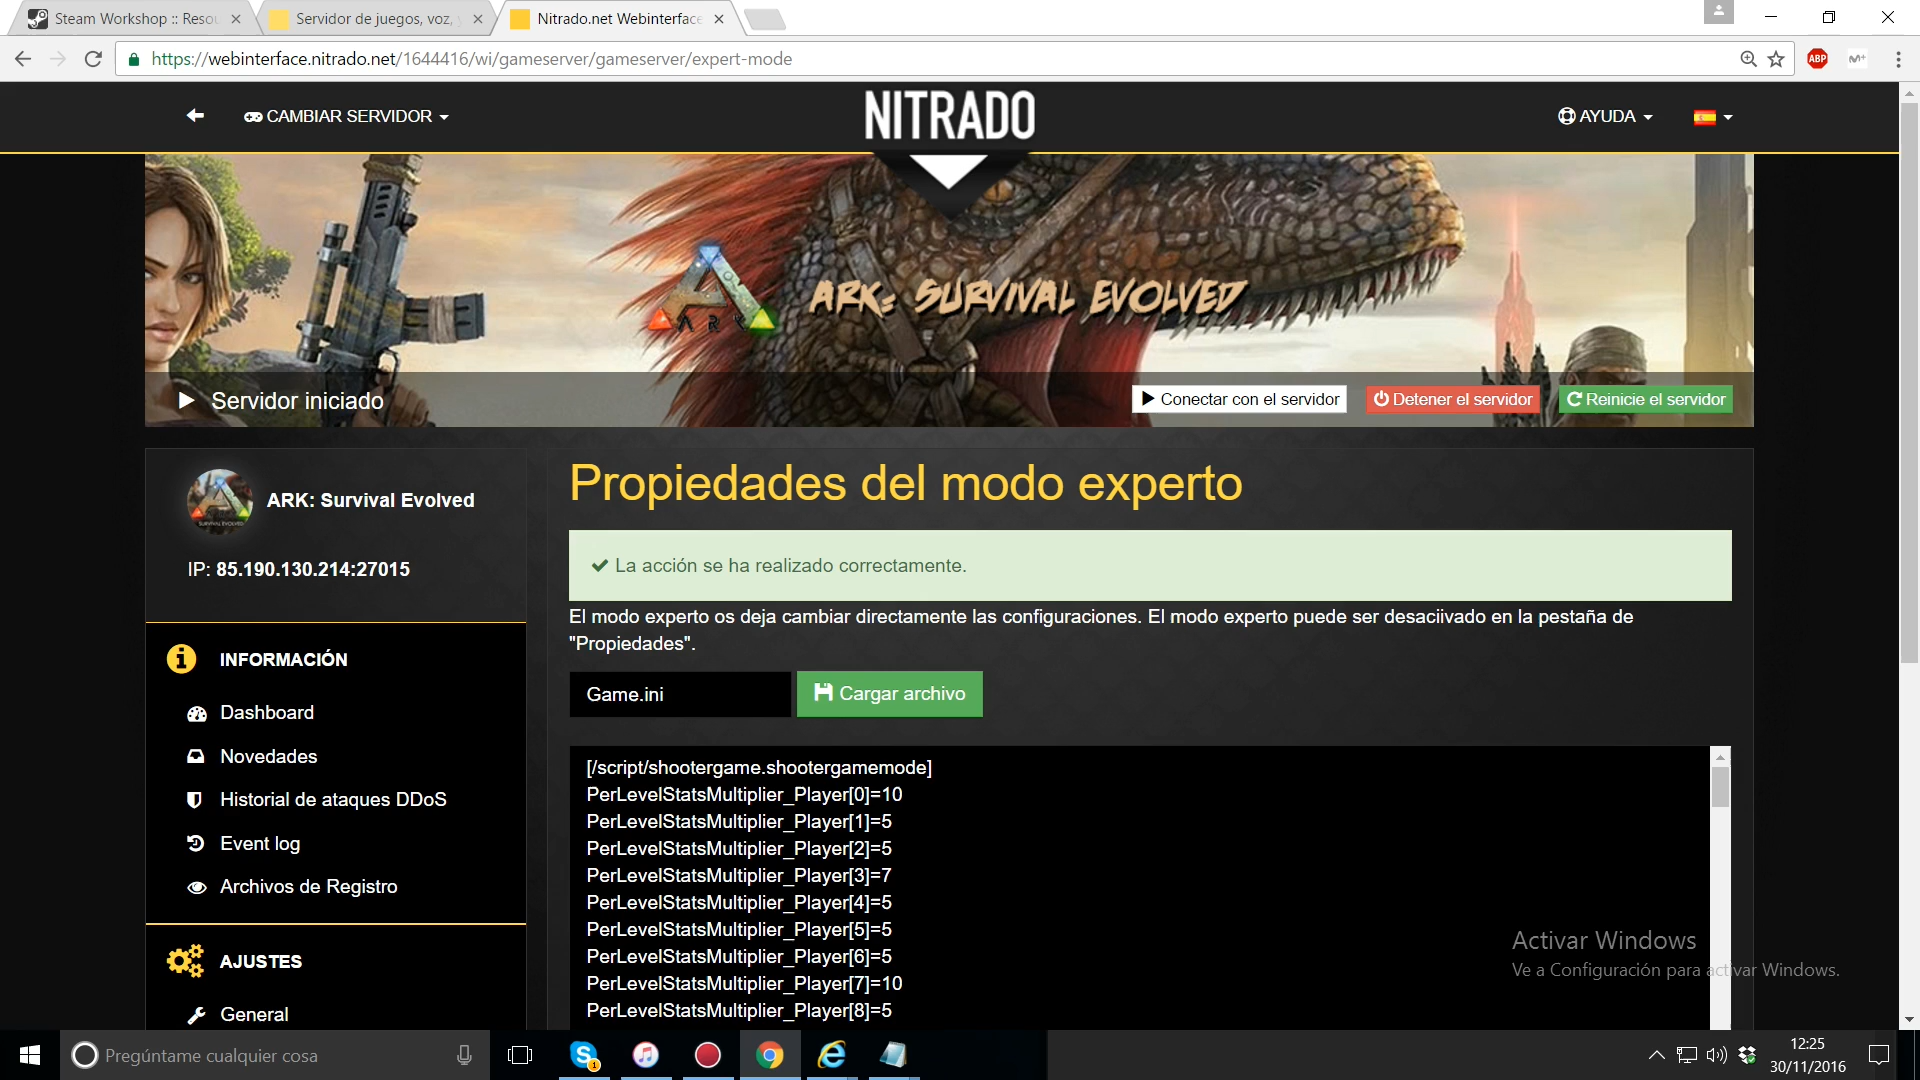 Steam Workshop :: Resou
Servidor de juegos, voz, y
Nitrado.net Webinterface
https://webinterface.nitrado.net/1644416/wi/gameserver/gameserver/expert-mode
ABP
CAMBIAR SERVIDOR
NITRADO
AYUDA
ARK
ARK: SURVIVAL EVOLVED
Servidor iniciado
Conectar con el servidor
Detener el servidor
Reinicie el servidor
SURVIVAL EVOLVED
ARK: Survival Evolved
IP: 85.190.130.214:27015
INFORMACIÓN
Dashboard
Novedades
Historial de ataques DDoS
Event log
Archivos de Registro
AJUSTES
General
Propiedades del modo experto
La acción se ha realizado correctamente.
El modo experto os deja cambiar directamente las configuraciones. El modo experto puede ser desaciivado en la pestaña de
"Propiedades".
Game.ini
Cargar archivo
[/script/shootergame.shootergamemode]
PerLevelStatsMultiplier_Player[0]=10
PerLevelStatsMultiplier_Player[1]=5
PerLevelStatsMultiplier_Player[2]=5
PerLevelStatsMultiplier_Player[3]=7
PerLevelStatsMultiplier_Player[4]=5
PerLevelStatsMultiplier_Player[5]=5
PerLevelStatsMultiplier_Player[6]=5
PerLevelStatsMultiplier_Player[7]=10
PerLevelStatsMultiplier_Player[8]=5
Activar Windows
Ve a Configuración para activar Windows.
Pregúntame cualquier cosa
1
12:25
30/11/2016